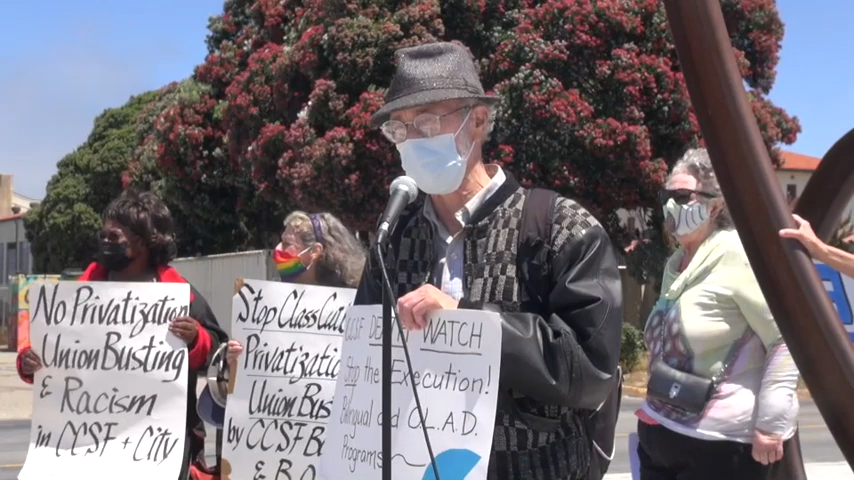 No Privatization
Union Busting
& Racism
in CCSF + City
Stop Class Cuts
Privatization
Union Bus
by CCSF B
& B.O
CCSF DEATH WATCH
Stop the Execution!
Bilingual and O.L.A.D.
Programs